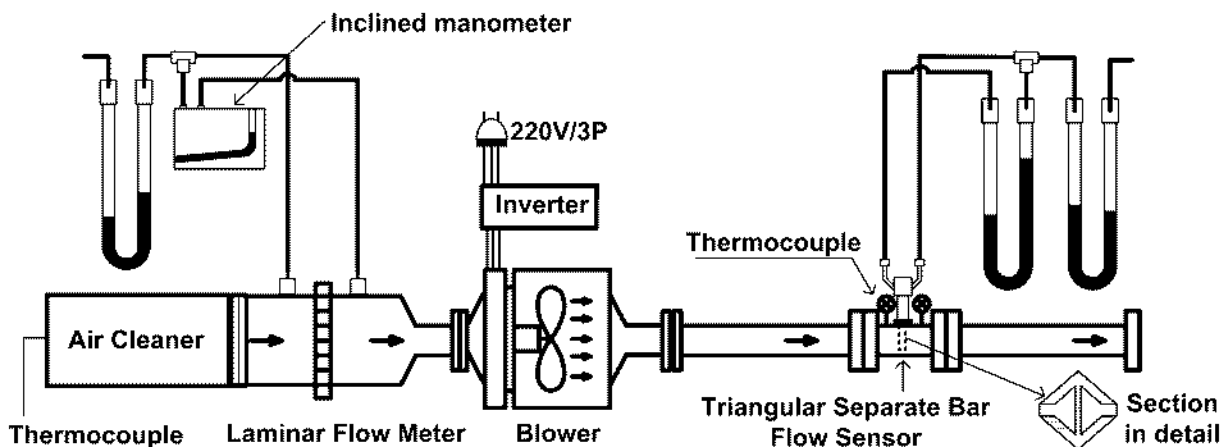 Inclined manometer
220V/3P
Inverter
Thermocouple
Air Cleaner
Thermocouple
Laminar Flow Meter
Blower
Triangular Separate Bar
Flow Sensor
Section
in detail